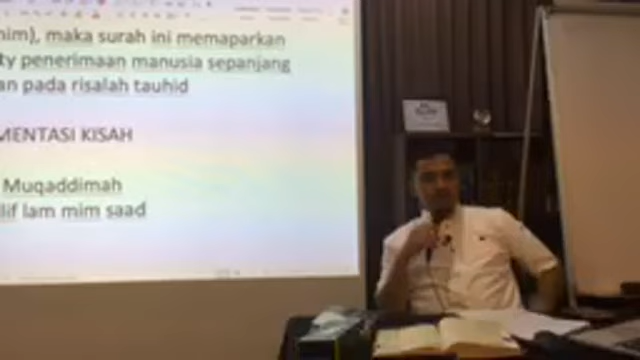 nim), maka surah ini memaparkan
ty penerimaan manusia sepanjang
an pada risalah tauhid
MENTASI KISAH
Muqaddimah
lif lam mim saad